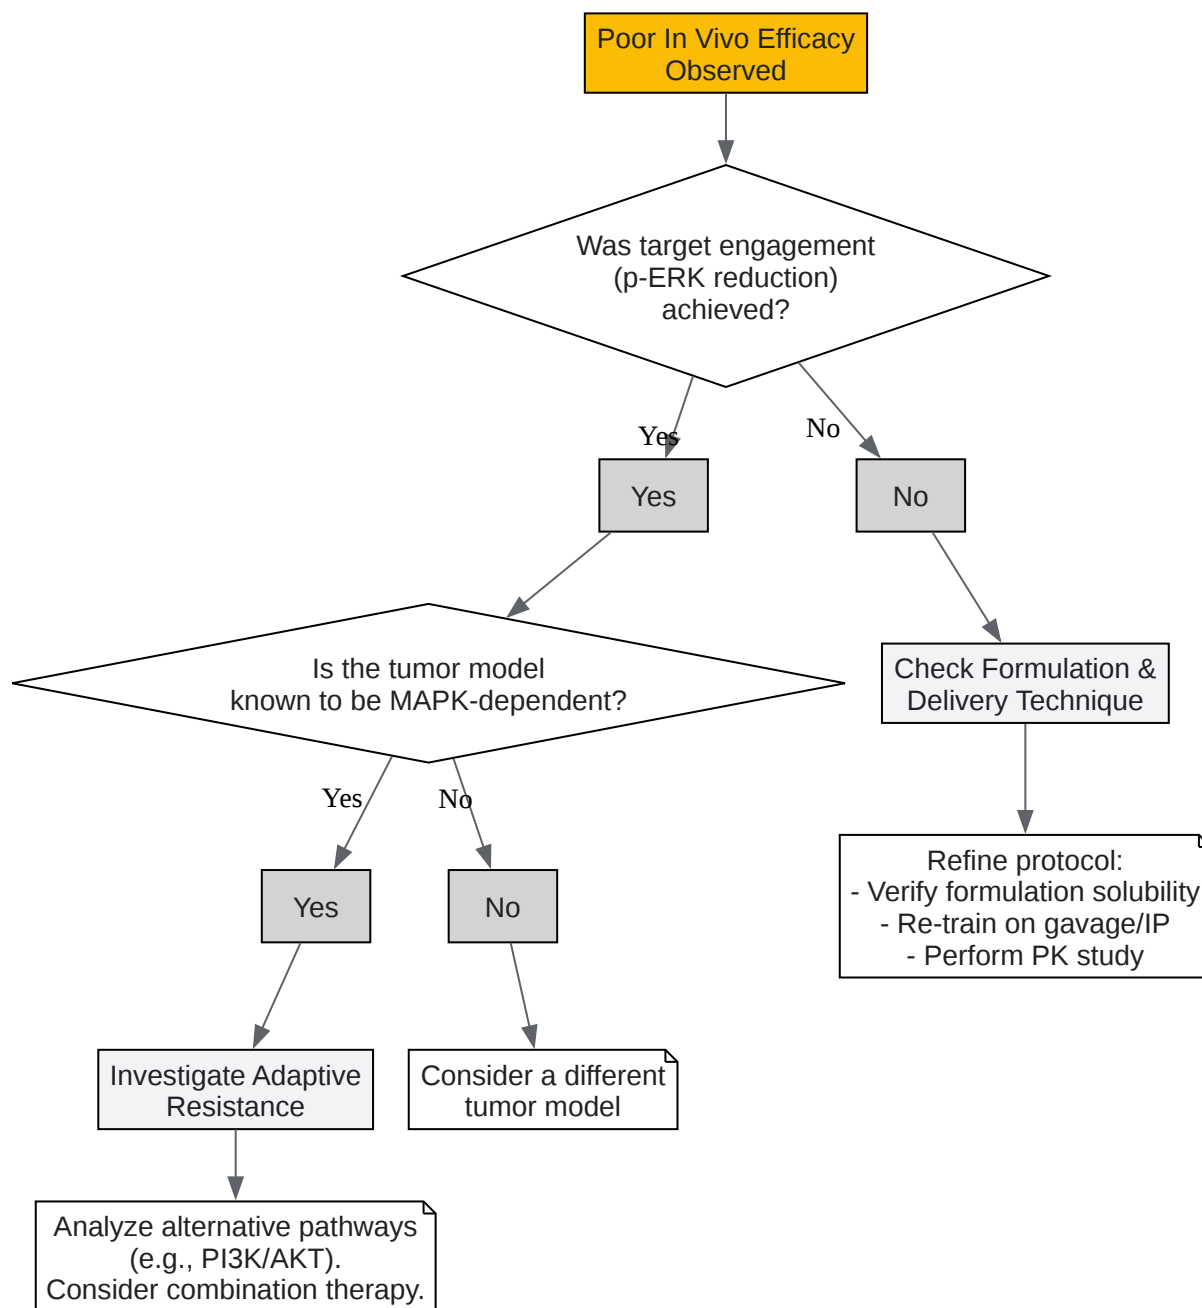 Poor In Vivo Efficacy
Observed
Was target engagement
(p-ERK reduction)
achieved?
Yes
No
Yes
No
Is the tumor model
known to be MAPK-dependent?
Check Formulation &
Delivery Technique
Yes
No
Refine protocol:
- Verify formulation solubility
- Re-train on gavage/IP
- Perform PK study
Yes
No
Investigate Adaptive
Resistance
Consider a different
tumor model
Analyze alternative pathways
(e.g., PI3K/AKT).
Consider combination therapy.